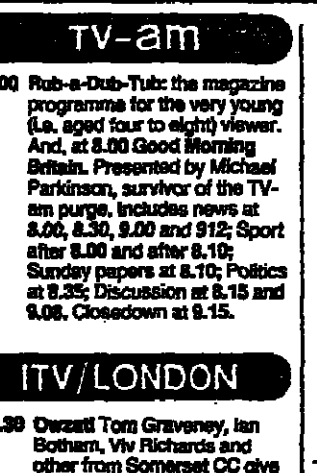 TV-am
00 Rub-a-Dub-Tub: the magazine
programme for the very young
(i.e. aged four to eight) viewer.
And, at 8.00 Good Morning
Britain. Presented by Michael
Parkinson, survivor of the TV-
am purge. Includes news at
8.00, 8.30, 9.00 and 912; Sport
after 8.00 and after 8.10;
Sunday papers at 8.10; Politics
at 8.35; Discussion at 8.15 and
9.08. Closedown at 9.15.
ITV/LONDON
Owzat! Tom Graveney, Ian
Botham, Viv Richards and
other from Somerset CC give